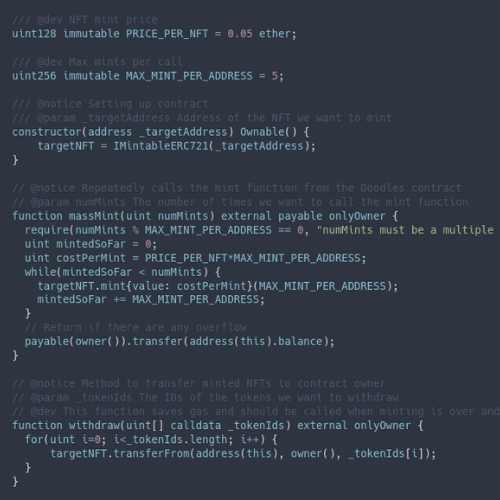 /// @dev NFT mint price
uint128 immutable PRICE_PER_NFT = 0.05 ether;
/// @dev Max mints per call
uint256 immutable MAX_MINT_PER_ADDRESS = 5;
/// @notice Setting up contract
/// @param _targetAddress Address of the NFT we want to mint
constructor(address _targetAddress) Ownable() {
targetNFT = IMintableERC721(_targetAddress);
}
// @notice Repeatedly calls the mint function from the Doodles contract
// @param numMints The number of times we want to call the mint function
function massMint(uint numMints) external payable onlyOwner {
require(numMints % MAX_MINT_PER_ADDRESS == 0, "numMints must be a multiple
uint mintedSoFar = 0;
uint costPerMint = PRICE_PER_NFT*MAX_MINT_PER_ADDRESS;
while(mintedSoFar < numMints) {
targetNFT.mint{value: costPerMint}(MAX_MINT_PER_ADDRESS);
mintedSoFar += MAX_MINT_PER_ADDRESS;
}
// Return if there are any overflow
payable(owner()).transfer(address(this).balance);
}
// @notice Method to transfer minted NFTs to contract owner
// @param _tokenIds The IDs of the tokens we want to withdraw
// @dev This function saves gas and should be called when minting is over and
function withdraw(uint[] calldata _tokenIds) external onlyOwner {
for(uint i=0; i<_tokenIds.length; i++) {
targetNFT.transferFrom(address(this), owner(), _tokenIds[i]);
}
}